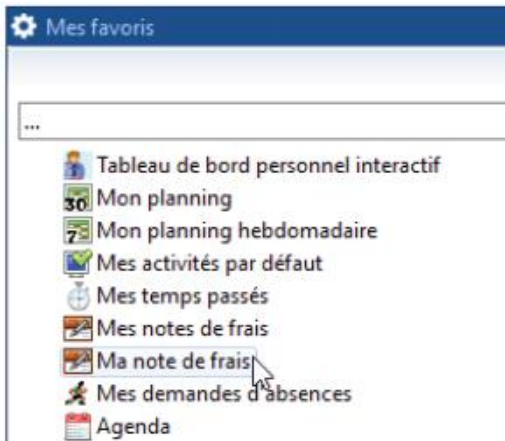 Mes favoris
...
Tableau de bord personnel interactif
30 Mon planning
7 Mon planning hebdomadaire
Mes activités par défaut
Mes temps passés
Mes notes de frais
Ma note de frais
Mes demandes d'absences
Agenda